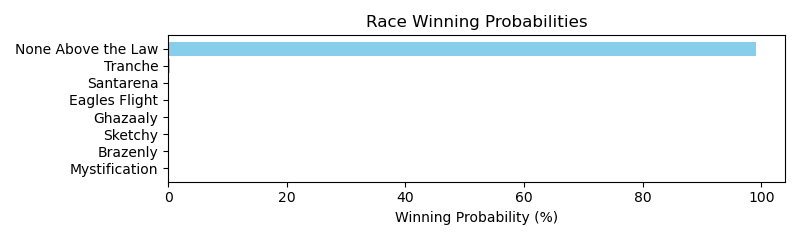 Race Winning Probabilities
None Above the Law
Tranche
Santarena
Eagles Flight
Ghazaaly
Sketchy
Brazenly
Mystification
0 20 40 60 80 100
Winning Probability (%)